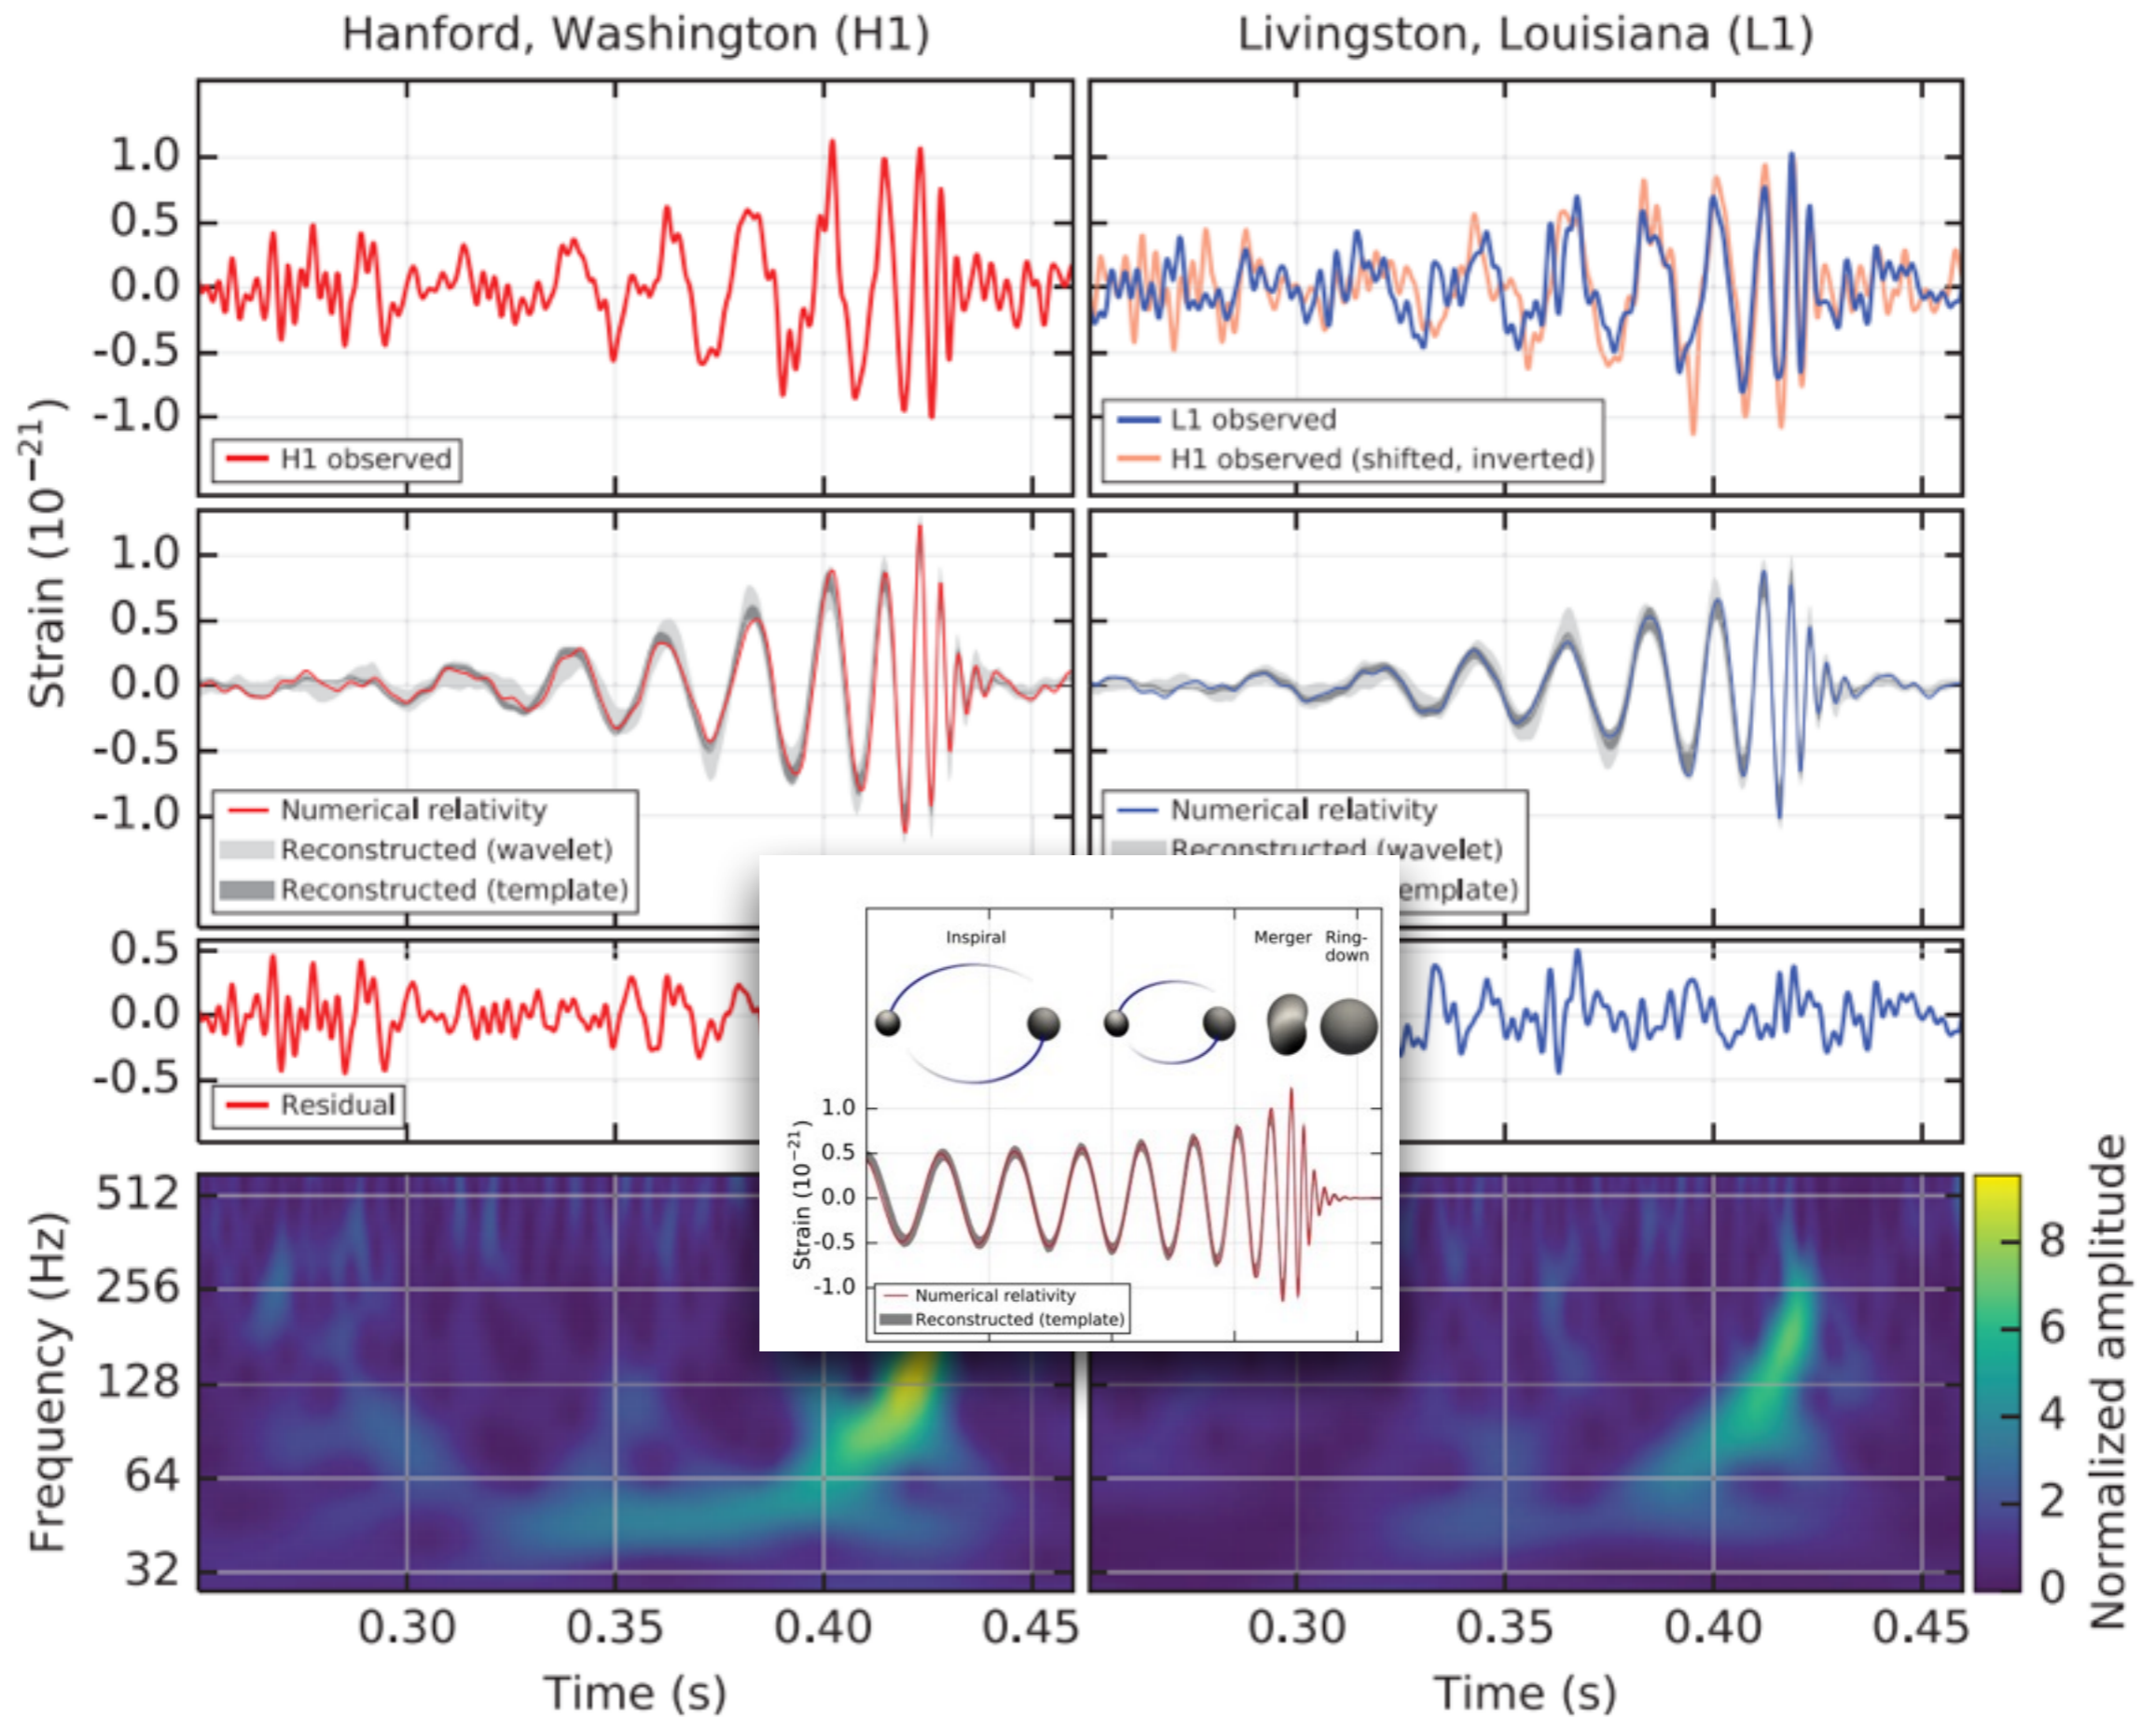 Hanford, Washington (H1)
Livingston, Louisiana (L1)
Strain (10⁻²¹)
1.0
0.5
0.0
-0.5
-1.0
H1 observed
L1 observed
H1 observed (shifted, inverted)
1.0
0.5
0.0
-0.5
-1.0
Numerical relativity
Reconstructed (wavelet)
Reconstructed (template)
Numerical relativity
Reconstructed (wavelet)
emplate)
0.5
0.0
-0.5
Residual
Inspiral
Merger
Ring-
down
Strain (10⁻²¹)
1.0
0.5
0.0
-0.5
-1.0
Numerical relativity
Reconstructed (template)
Frequency (Hz)
512
256
128
64
32
Normalized amplitude
8
6
4
2
0
0.30
0.35
0.40
0.45
0.30
0.35
0.40
0.45
Time (s)
Time (s)